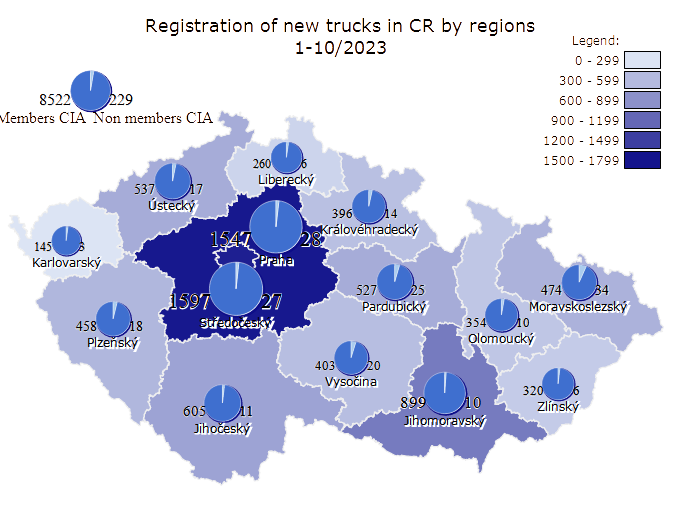 Registration of new trucks in CR by regions
1-10/2023
Legend:
0 - 299
300 - 599
600 - 899
900 - 1199
1200 - 1499
1500 - 1799
8522 229
Members CIA Non members CIA
260 6
Liberecký
537 17
Ústecký
396 14
Královéhradecký
1547 28
Praha
145 3
Karlovarský
527 25
Pardubický
474 34
Moravskoslezský
1597 27
Středočeský
458 18
Plzeňský
354 10
Olomoucký
403 20
Vysočina
320 6
Zlínský
605 11
Jihočeský
899 10
Jihomoravský